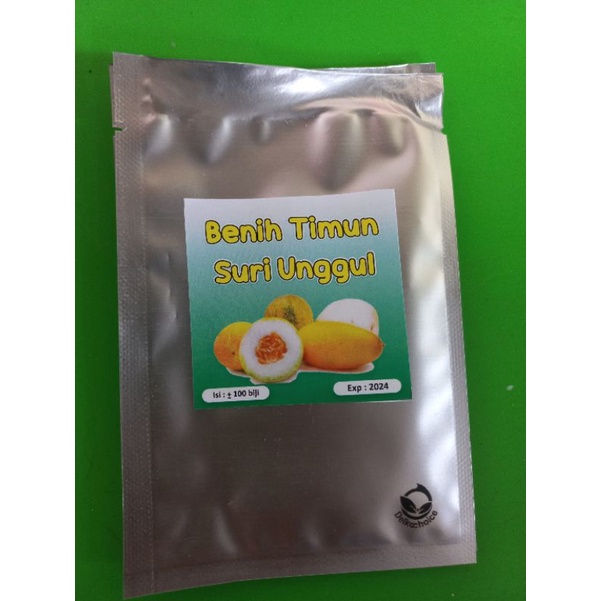 Benih Timun
Suri Unggul
Isi : ± 100 biji
Exp : 2024